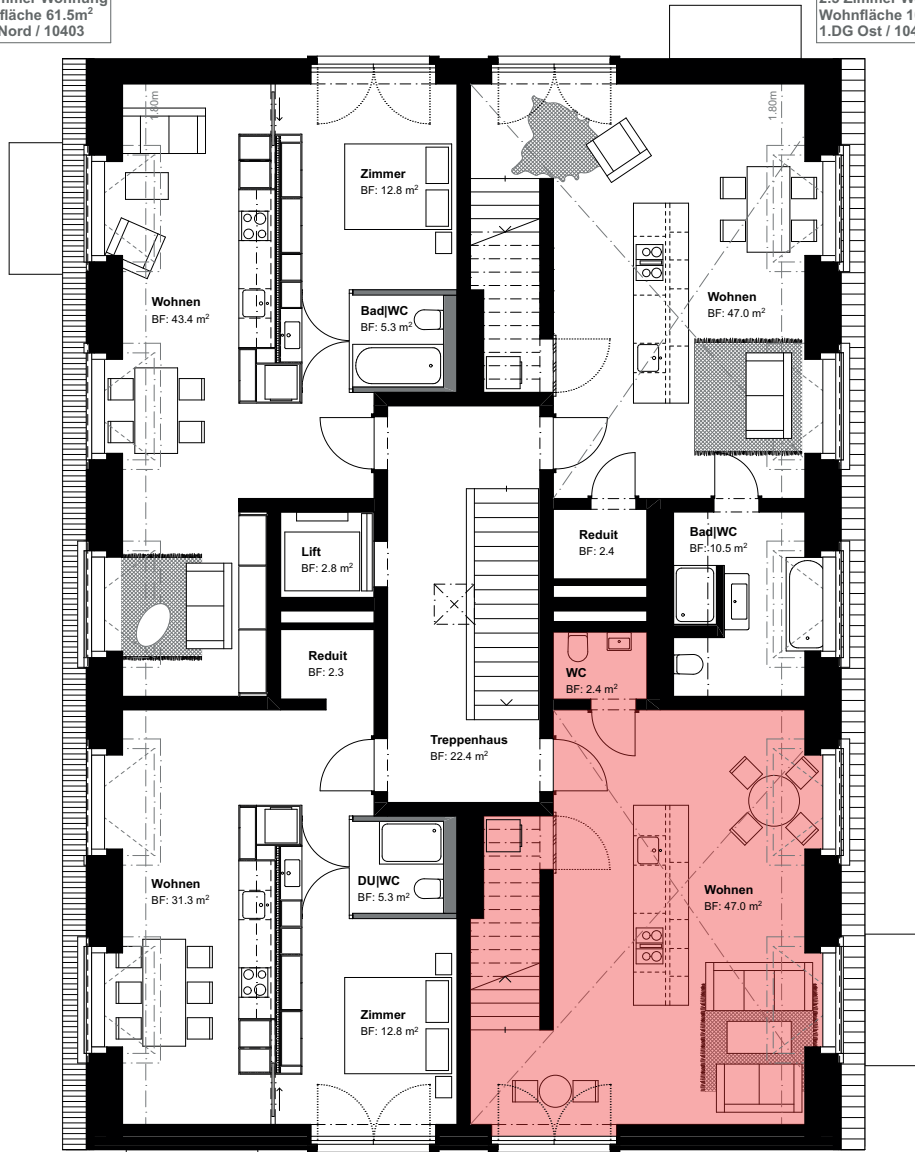 Wohnung
fläche 61.5m²
Nord / 10403
Wohnfläche
1.DG Ost /
1.80m
1.80m
Zimmer
BF: 12.8 m²
Wohnen
BF: 43.4 m²
Bad|WC
BF: 5.3 m²
Wohnen
BF: 47.0 m²
Lift
BF: 2.8 m²
Reduit
BF: 2.4
Bad|WC
BF: 10.5 m²
Reduit
BF: 2.3
WC
BF: 2.4 m²
Treppenhaus
BF: 22.4 m²
Wohnen
BF: 31.3 m²
DU|WC
BF: 5.3 m²
Wohnen
BF: 47.0 m²
Zimmer
BF: 12.8 m²